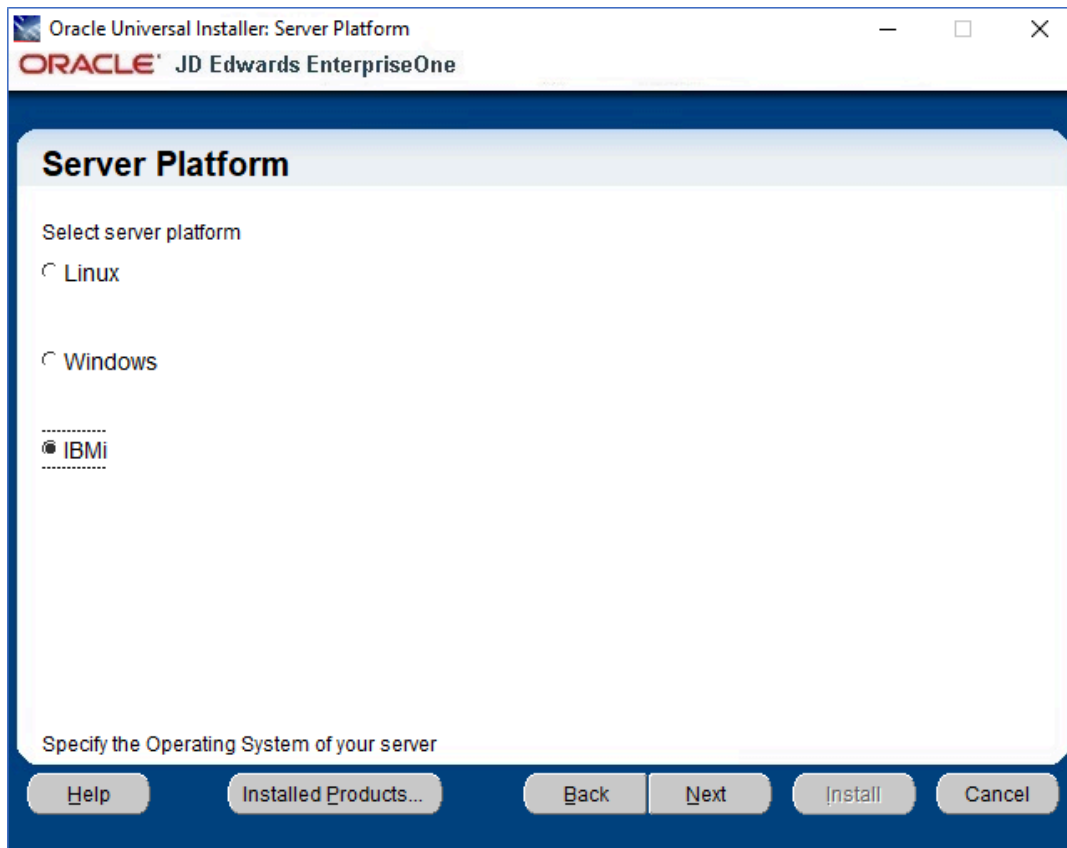 Oracle Universal Installer: Server Platform
ORACLE® JD Edwards EnterpriseOne
Server Platform
Select server platform
Linux
Windows
IBMi
Specify the Operating System of your server
Help Installed Products... Back Next Install Cancel